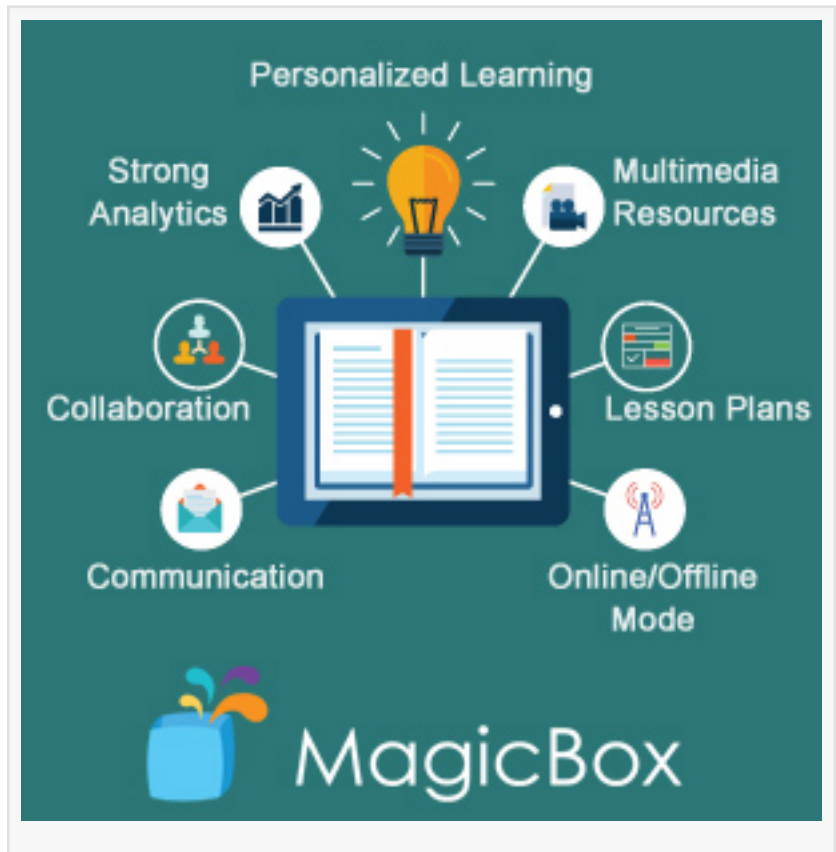 Personalized Learning
Strong
Analytics
Multimedia
Resources
Collaboration
Lesson Plans
Communication
Online/Offline
Mode
MagicBox